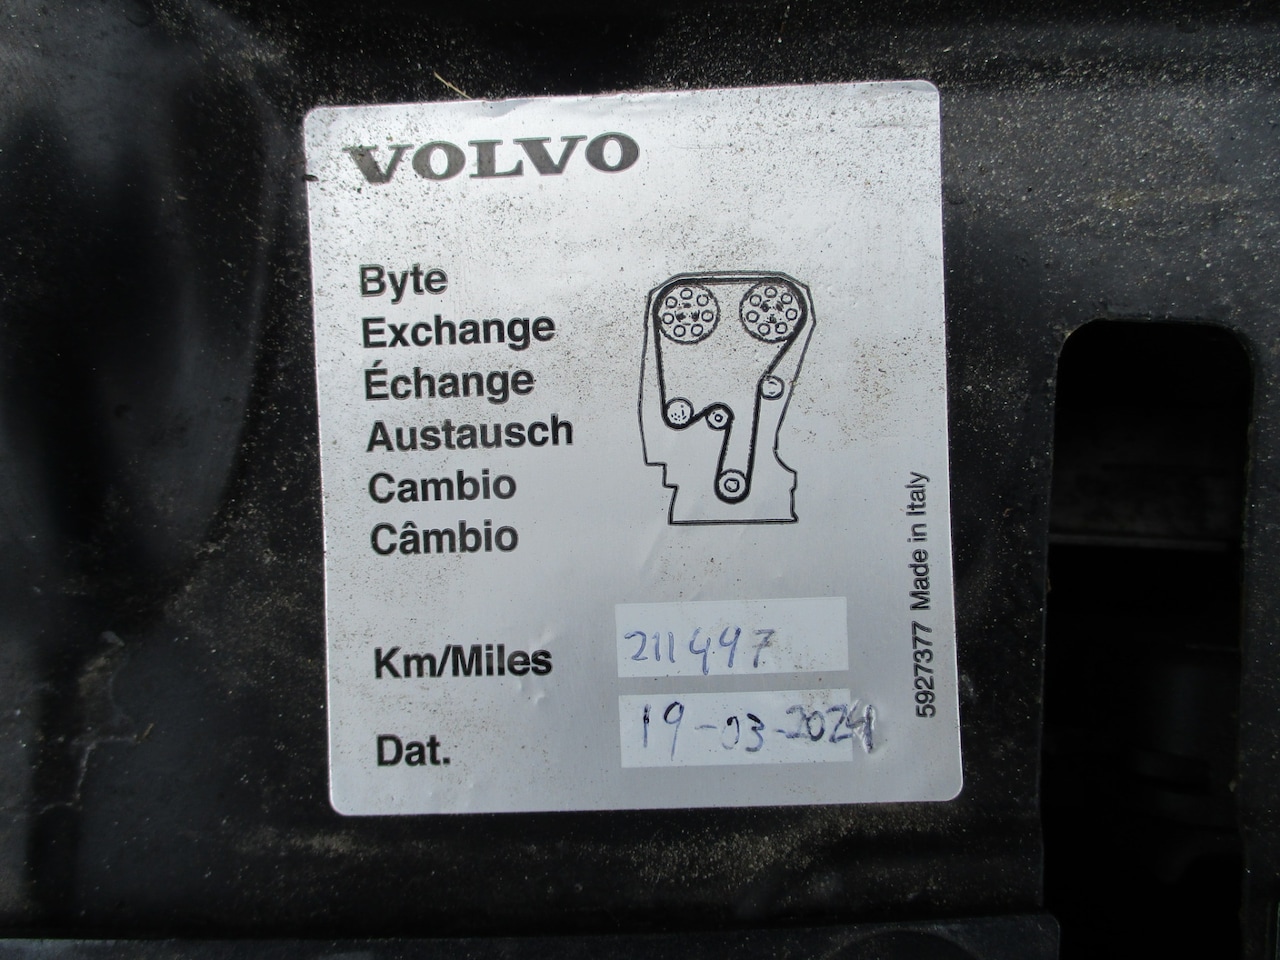 VOLVO
Byte
Exchange
Échange
Austausch
Cambio
Câmbio
Km/Miles 211497
Dat. 19-03-2024
5927377 Made in Italy